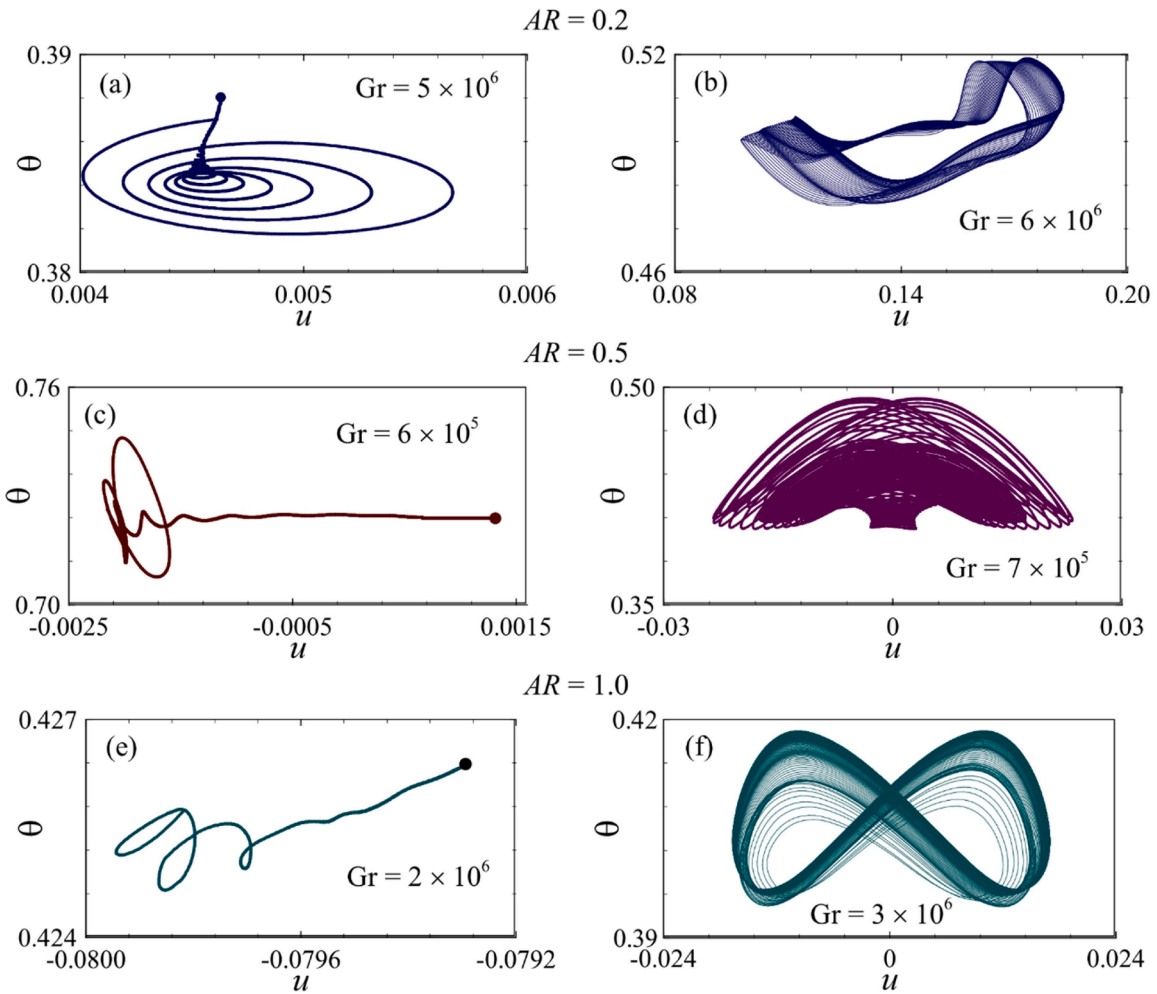 AR = 0.2
0.39
(a)
Gr = 5 × 10⁶
θ
0.38
0.004
0.005
0.006
u
0.52
(b)
θ
Gr = 6 × 10⁶
0.46
0.08
0.14
0.20
u
AR = 0.5
0.76
(c)
Gr = 6 × 10⁵
θ
0.70
-0.0025
-0.0005
0.0015
u
0.50
(d)
θ
Gr = 7 × 10⁵
0.35
-0.03
0
0.03
u
AR = 1.0
0.427
(e)
θ
Gr = 2 × 10⁶
0.424
-0.0800
-0.0796
-0.0792
u
0.42
(f)
θ
Gr = 3 × 10⁶
0.39
-0.024
0
0.024
u